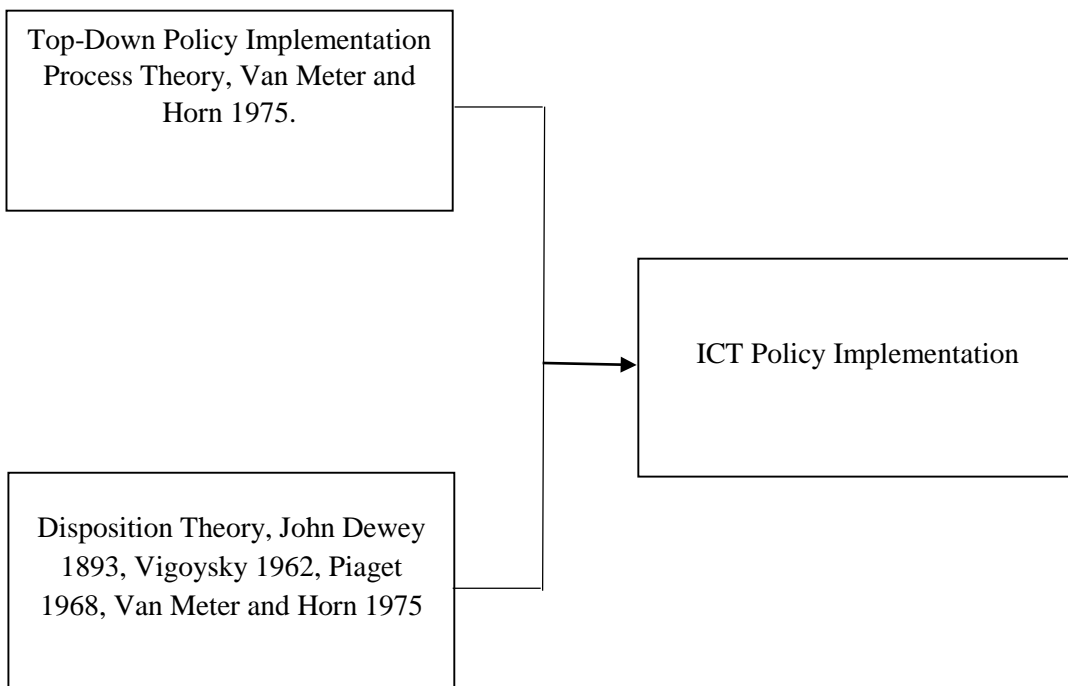 Top-Down Policy Implementation
Process Theory, Van Meter and
Horn 1975.
ICT Policy Implementation
Disposition Theory, John Dewey
1893, Vigoysky 1962, Piaget
1968, Van Meter and Horn 1975